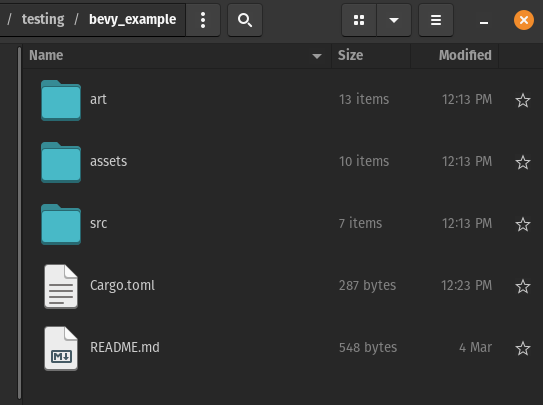 / testing / bevy_example
Name Size Modified
art 13 items 12:13 PM
assets 10 items 12:13 PM
src 7 items 12:13 PM
Cargo.toml 287 bytes 12:23 PM
README.md 548 bytes 4 Mar